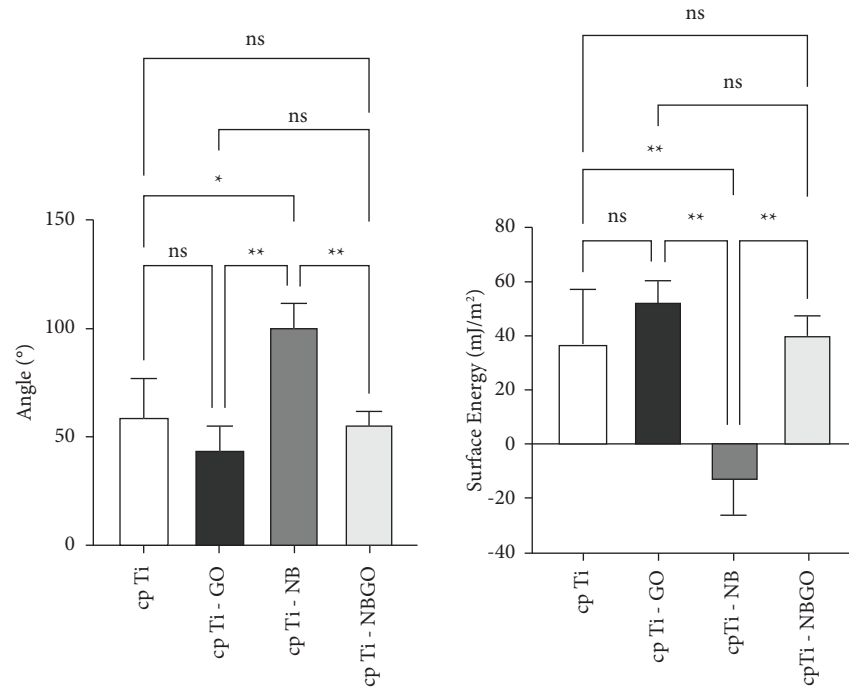 ns
ns
*
ns
**
**
150
100
50
0
Angle (°)
cp Ti
cp Ti - GO
cp Ti - NB
cp Ti - NBGO
ns
ns
**
ns
**
**
80
60
40
20
0
-20
-40
Surface Energy (mJ/m²)
cp Ti
cp Ti - GO
cpTi - NB
cpTi - NBGO